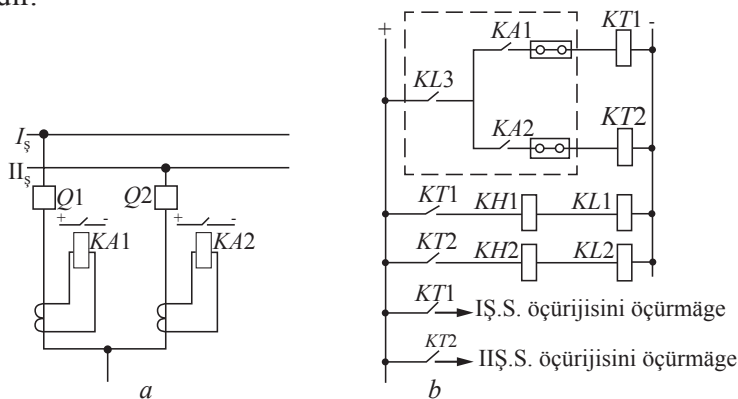 dir.
KT1
+ KA1 -
KL3
KT2
KA2
Iş
IIş
Q1 Q2
+ - + -
KA1 KA2
KT1 KH1 KL1
KT2 KH2 KL2
KT1
IŞ.S. öçürijisini öçürmäge
KT2
IIŞ.S. öçürijisini öçürmäge
a b